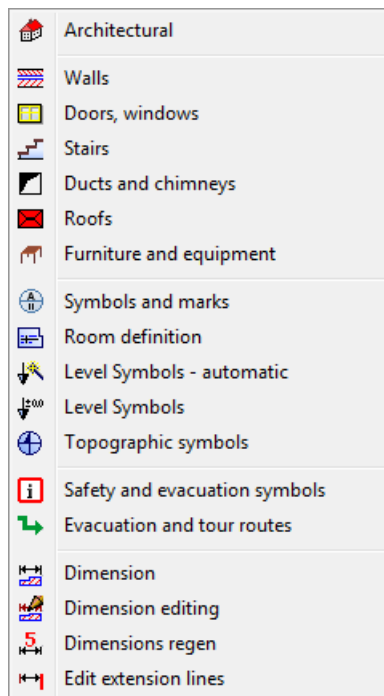 Architectural
Walls
Doors, windows
Stairs
Ducts and chimneys
Roofs
Furniture and equipment
Symbols and marks
Room definition
Level Symbols - automatic
Level Symbols
Topographic symbols
Safety and evacuation symbols
Evacuation and tour routes
Dimension
Dimension editing
Dimensions regen
Edit extension lines